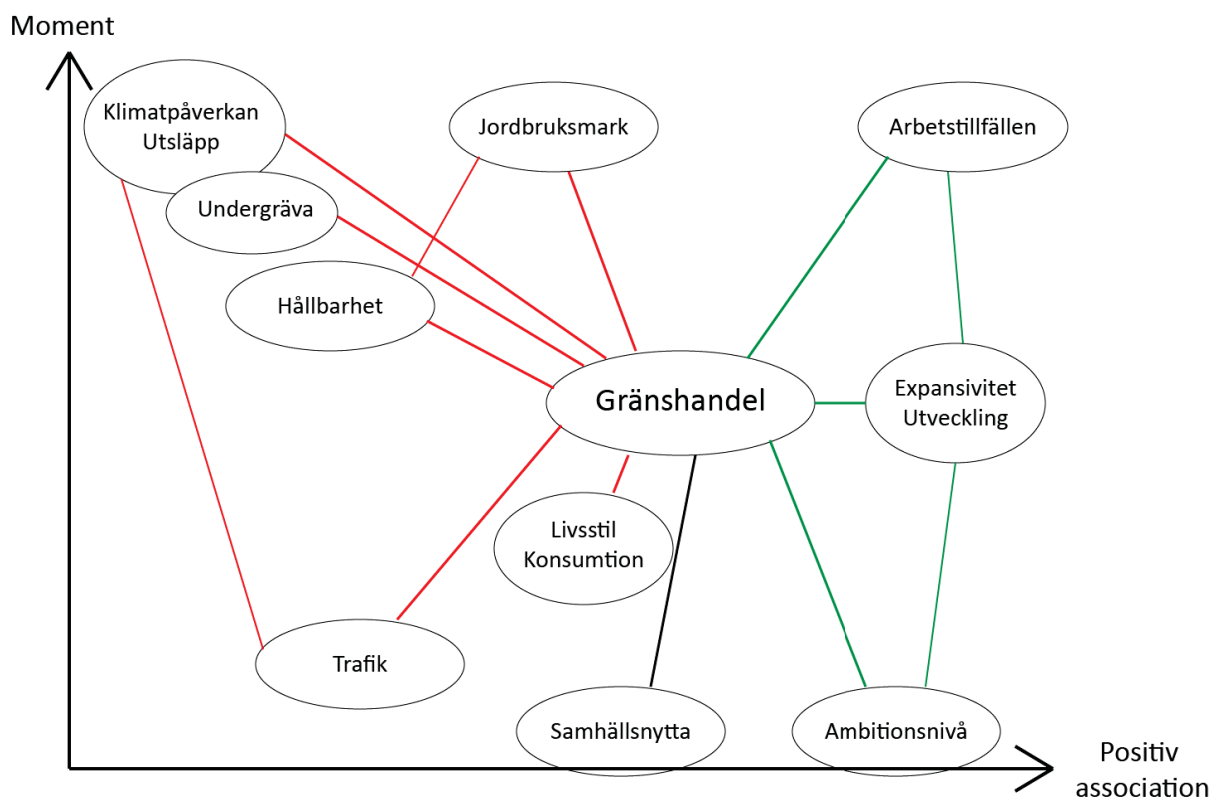 Moment
Klimatpåverkan
Utsläpp
Jordbruksmark
Arbetstillfällen
Undergräva
Hållbarhet
Gränshandel
Expansivitet
Utveckling
Livsstil
Konsumtion
Trafik
Samhällsnytta
Ambitionsnivå
Positiv
association